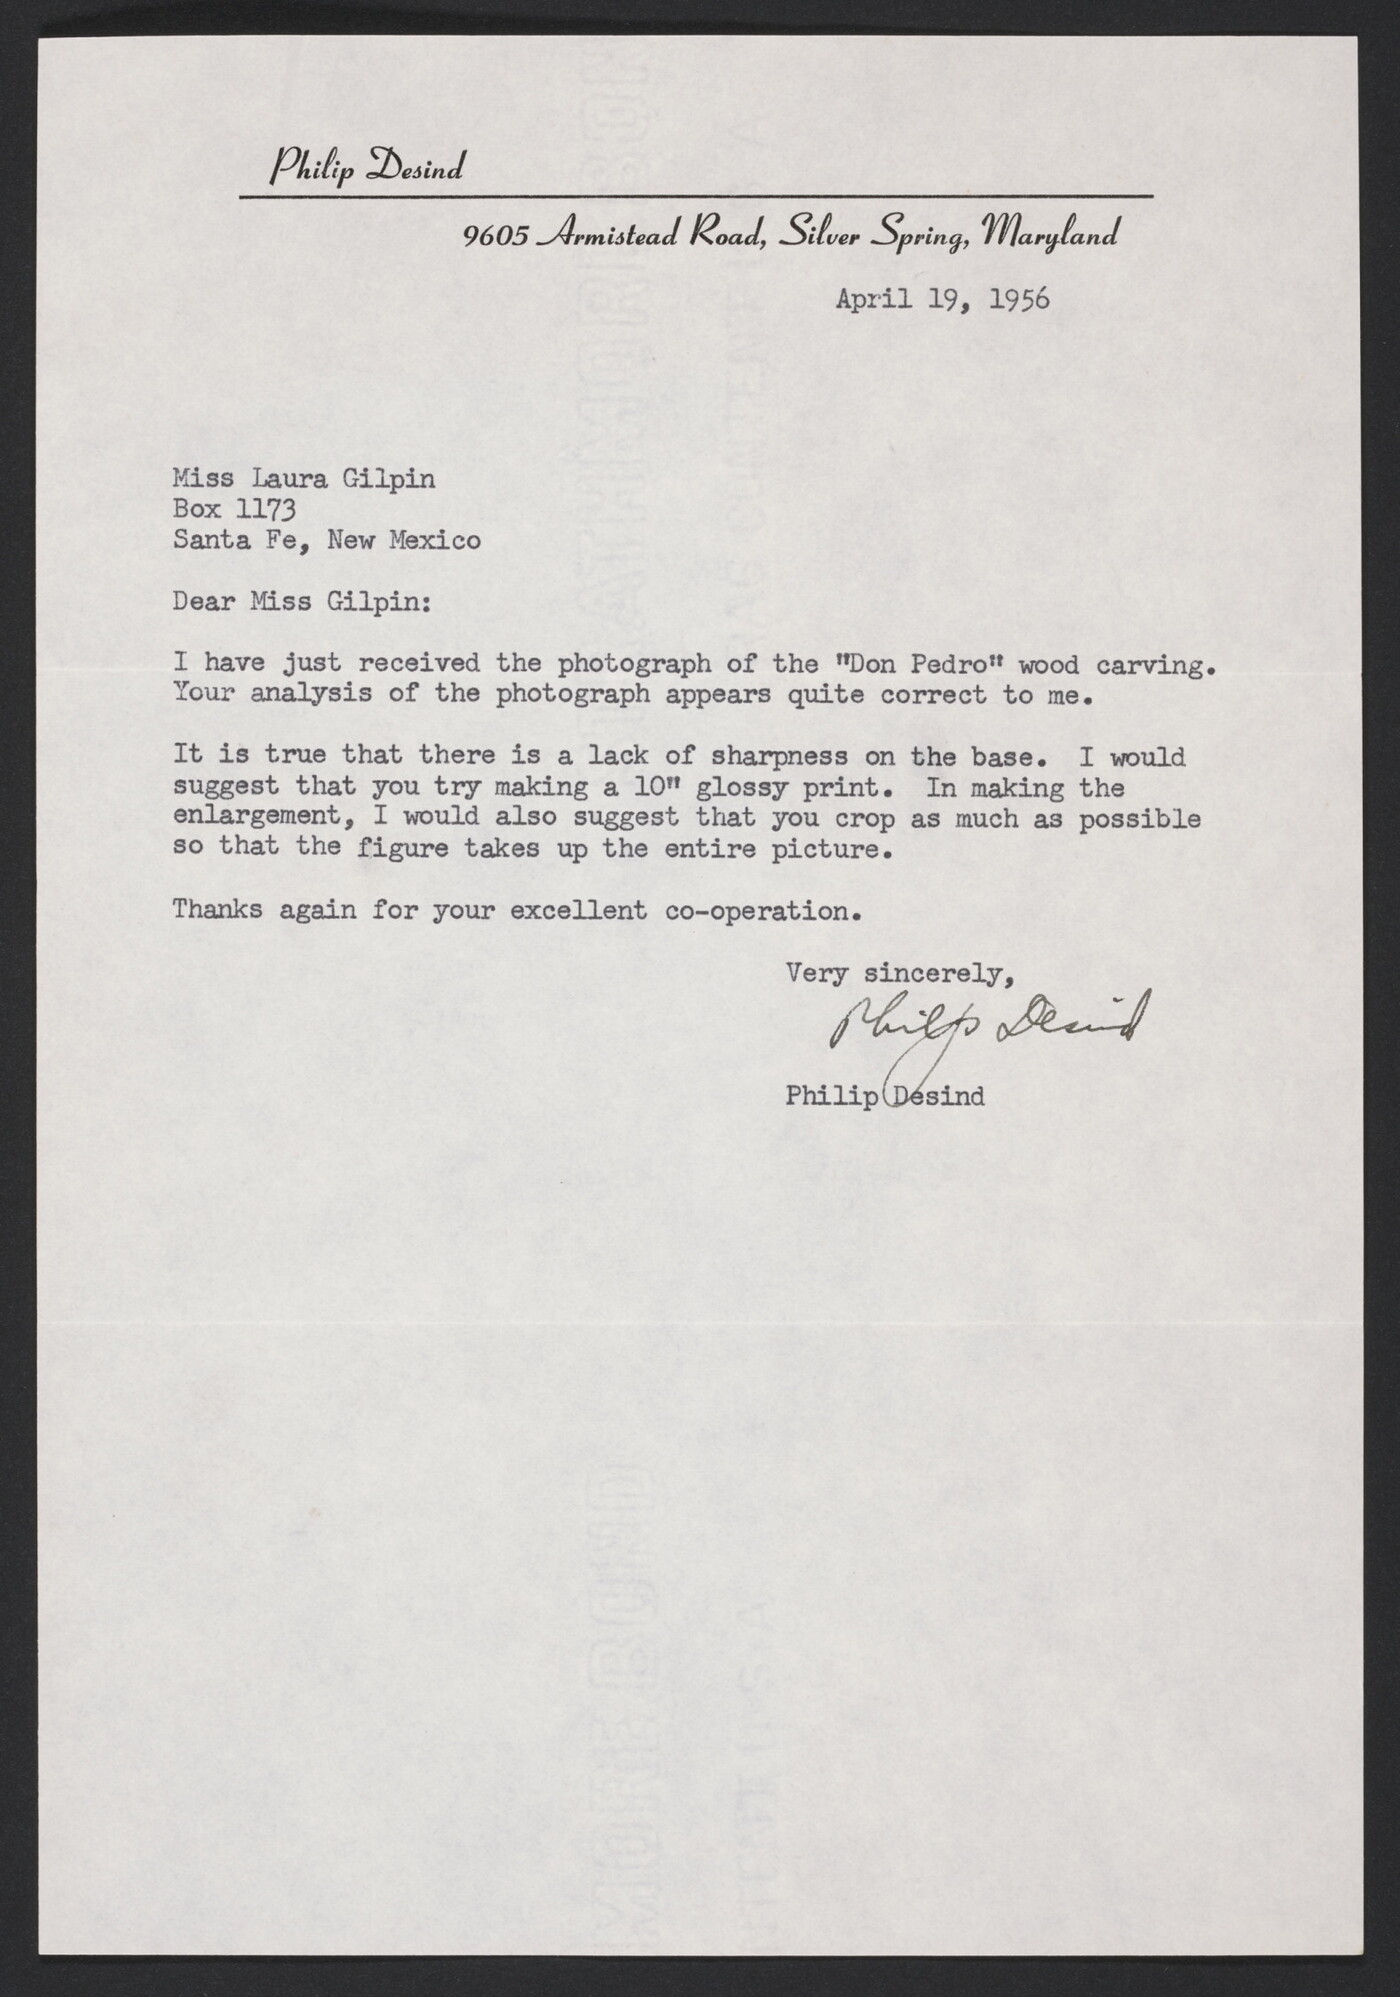 Philip Desind
9605 Armistead Road, Silver Spring, Maryland
April 19, 1956
Miss Laura Gilpin
Box 1173
Santa Fe, New Mexico
Dear Miss Gilpin:
I have just received the photograph of the "Don Pedro" wood carving.
Your analysis of the photograph appears quite correct to me.
It is true that there is a lack of sharpness on the base.  I would
suggest that you try making a 10" glossy print.  In making the
enlargement, I would also suggest that you crop as much as possible
so that the figure takes up the entire picture.
Thanks again for your excellent co-operation.
Very sincerely,
Philip Desind
Philip Desind